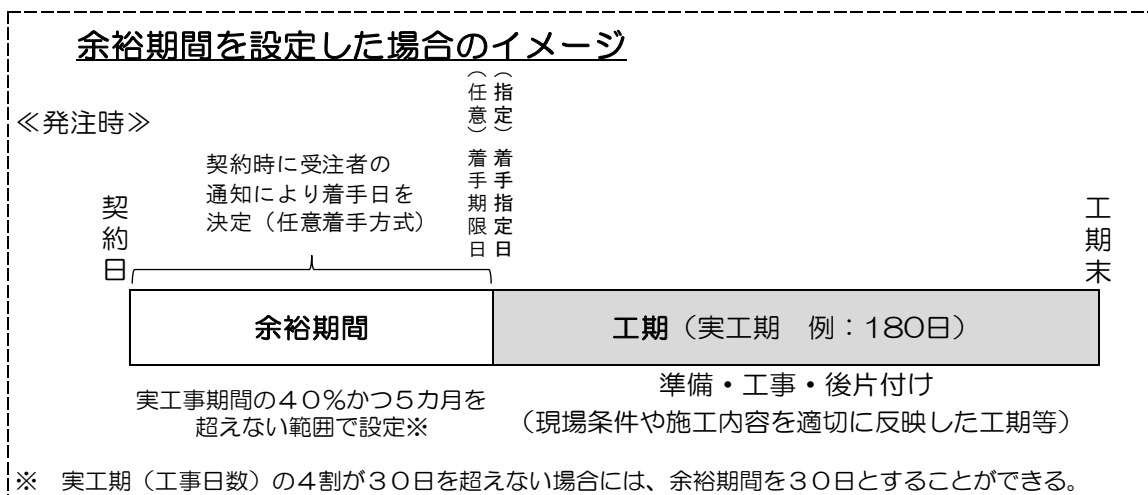 余裕期間を設定した場合のイメージ
≪発注時≫
契約日
契約時に受注者の
通知により着手日を
決定（任意着手方式）
（任意）着手期限日
（指定）着手指定日
工期末
余裕期間
工期（実工期　例：１８０日）
実工事期間の４０％かつ５カ月を
超えない範囲で設定※
準備・工事・後片付け
（現場条件や施工内容を適切に反映した工期等）
※　実工期（工事日数）の４割が３０日を超えない場合には、余裕期間を３０日とすることができる。